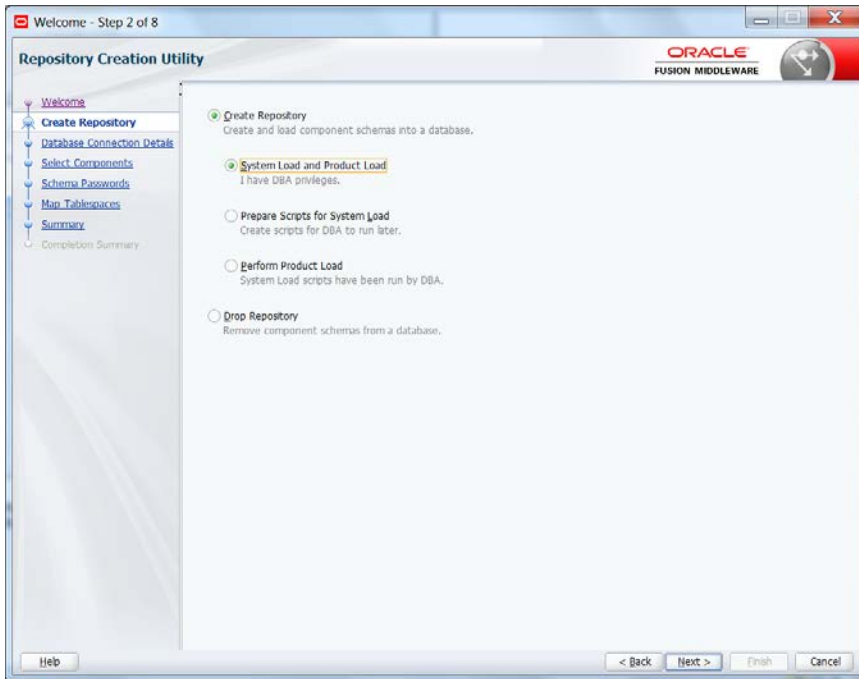 Welcome - Step 2 of 8
Repository Creation Utility
ORACLE
FUSION MIDDLEWARE
Welcome
Create Repository
Database Connection Details
Select Components
Schema Passwords
Map Tablespaces
Summary
Completion Summary
Create Repository
Create and load component schemas into a database.
System Load and Product Load
I have DBA privileges.
Prepare Scripts for System Load
Create scripts for DBA to run later.
Perform Product Load
System Load scripts have been run by DBA.
Drop Repository
Remove component schemas from a database.
Help
< Back
Next >
Finish
Cancel